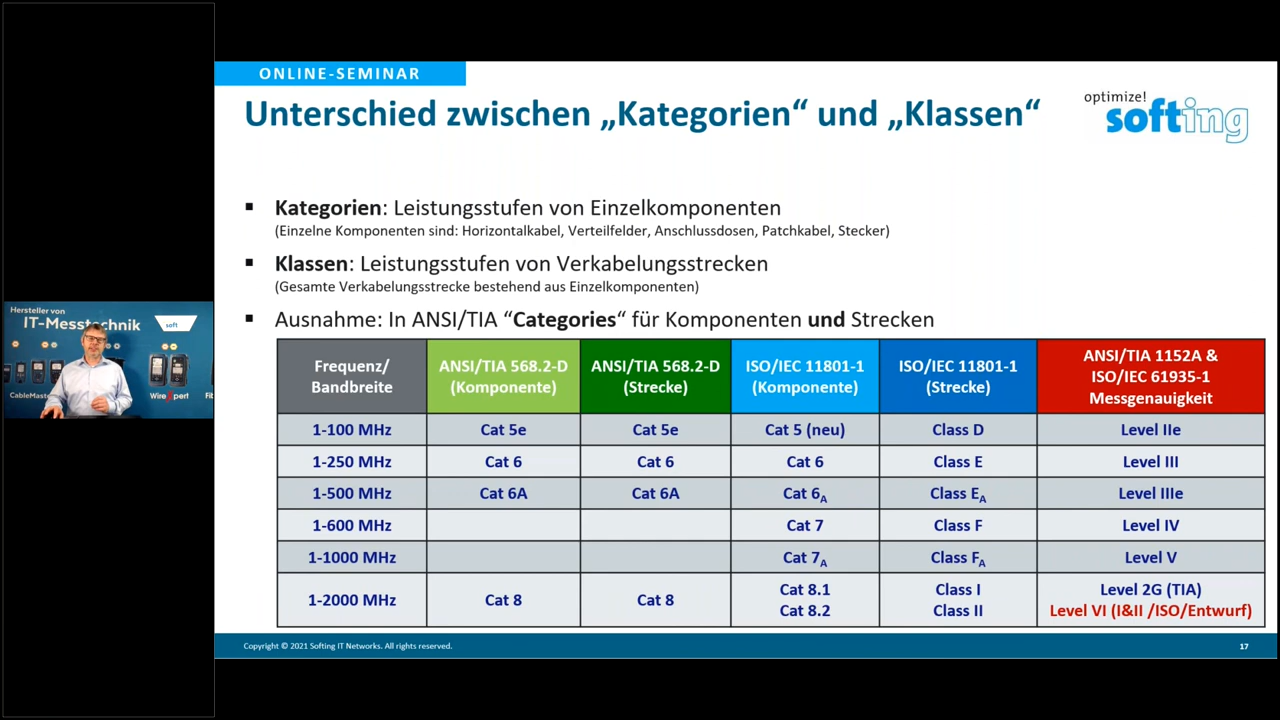 ONLINE-SEMINAR
Unterschied zwischen „Kategorien“ und „Klassen“
optimize!
softing
▪ Kategorien: Leistungsstufen von Einzelkomponenten
(Einzelne Komponenten sind: Horizontalkabel, Verteilfelder, Anschlussdosen, Patchkabel, Stecker)
▪ Klassen: Leistungsstufen von Verkabelungsstrecken
(Gesamte Verkabelungsstrecke bestehend aus Einzelkomponenten)
▪ Ausnahme: In ANSI/TIA “Categories“ für Komponenten und Strecken
Frequenz/ Bandbreite ANSI/TIA 568.2-D (Komponente) ANSI/TIA 568.2-D (Strecke) ISO/IEC 11801-1 (Komponente) ISO/IEC 11801-1 (Strecke) ANSI/TIA 1152A & ISO/IEC 61935-1 Messgenauigkeit
1-100 MHz Cat 5e Cat 5e Cat 5 (neu) Class D Level IIe
1-250 MHz Cat 6 Cat 6 Cat 6 Class E Level III
1-500 MHz Cat 6A Cat 6A Cat 6A Class EA Level IIIe
1-600 MHz Cat 7 Class F Level IV
1-1000 MHz Cat 7A Class FA Level V
1-2000 MHz Cat 8 Cat 8 Cat 8.1 Cat 8.2 Class I Class II Level 2G (TIA) Level VI (I&II /ISO/Entwurf)
Copyright © 2021 Softing IT Networks. All rights reserved.
17
Hersteller von
IT-Messtechnik
soft
CableMas
WireXpert